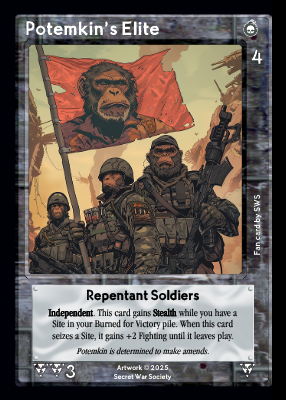 Potemkin's Elite
4
Fan card by SWS
Repentant Soldiers
Independent. This card gains Stealth while you have a
Site in your Burned for Victory pile. When this card
seizes a Site, it gains +2 Fighting until it leaves play.
Potemkin is determined to make amends.
3
Artwork © 2025
Secret War Society